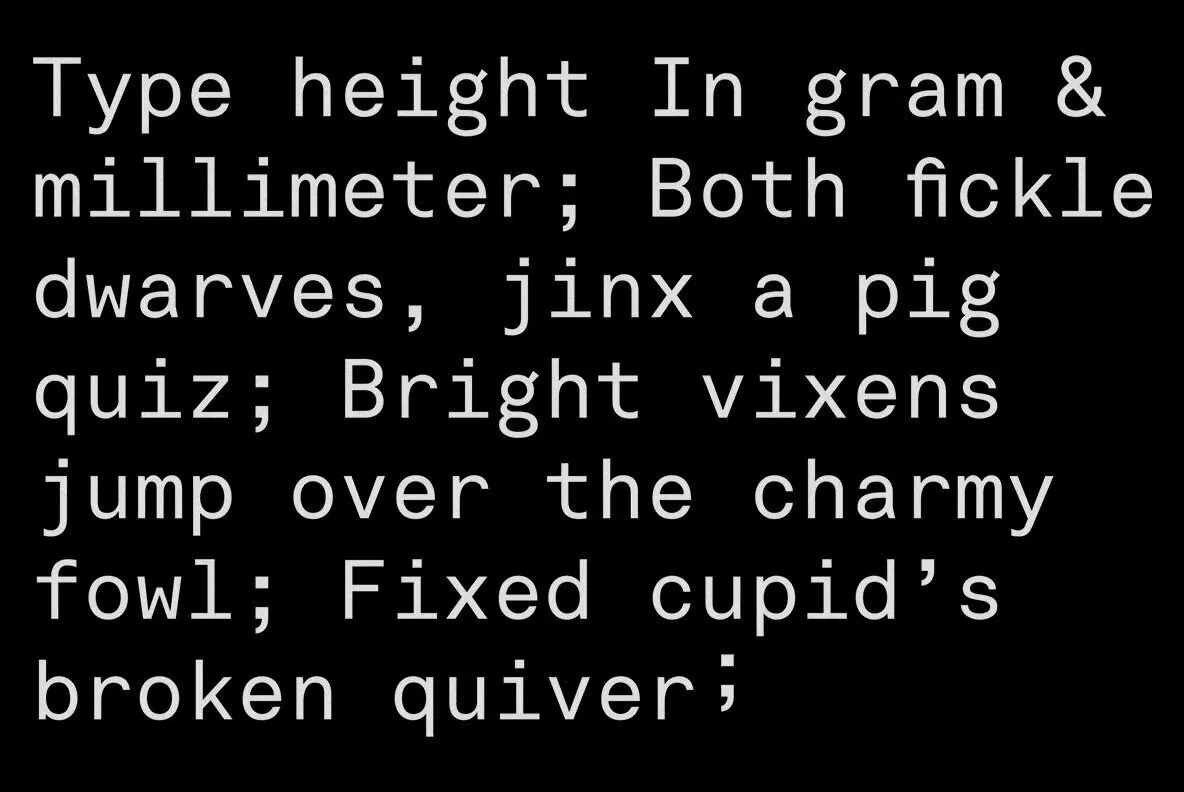 Type height In gram &
millimeter; Both fickle
dwarves, jinx a pig
quiz; Bright vixens
jump over the charmy
fowl; Fixed cupid’s
broken quiver;